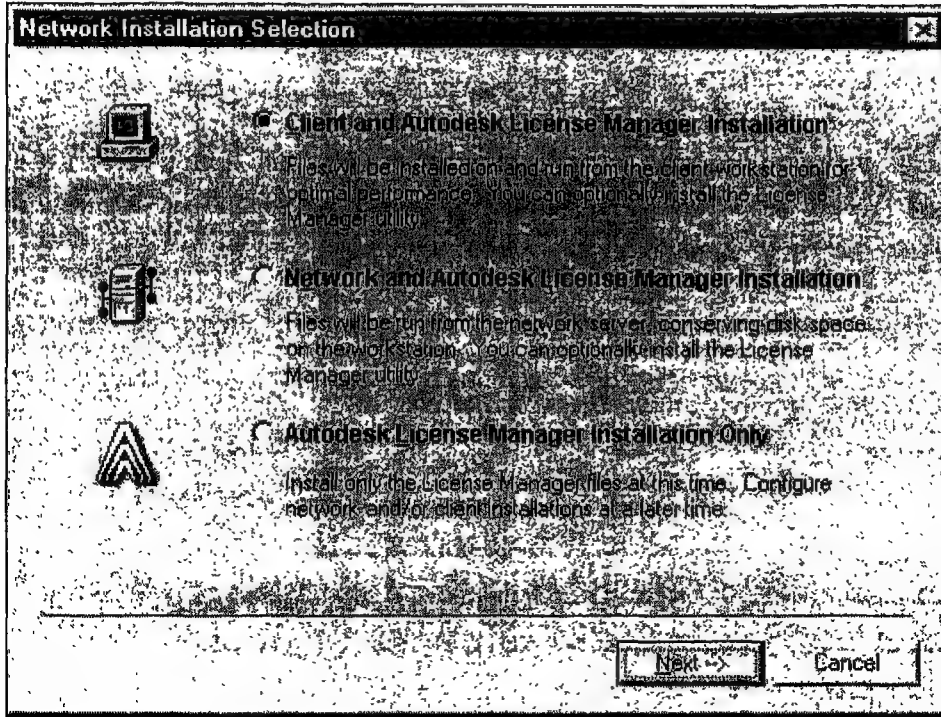 Network Installation Selection
Client and Autodesk License Manager Installation
Files will be installed on and run from the client workstation for
optimal performance. You can optionally install the License
Manager utility.
Network and Autodesk License Manager Installation
Files will be run from the network server, conserving disk space
on the workstation. You can optionally install the License
Manager utility.
Autodesk License Manager Installation Only
Install only the License Manager files at this time. Configure
network and/or client installations at a later time.
Next ->
Cancel